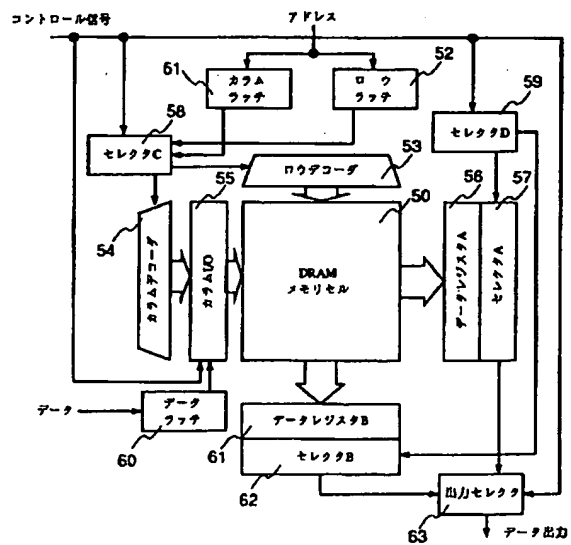 コントロール信号
アドレス
61
カラム
ラッチ
ロウ
ラッチ
52
59
58
セレクタC
セレクタD
ロウデコーダ
53
55
50
56
57
54
カラムデコーダ
カラムI/O
DRAM
メモリセル
データレジスタA
セレクタA
データ
データ
ラッチ
60
データレジスタB
61
セレクタB
62
出力セレクタ
63
データ出力